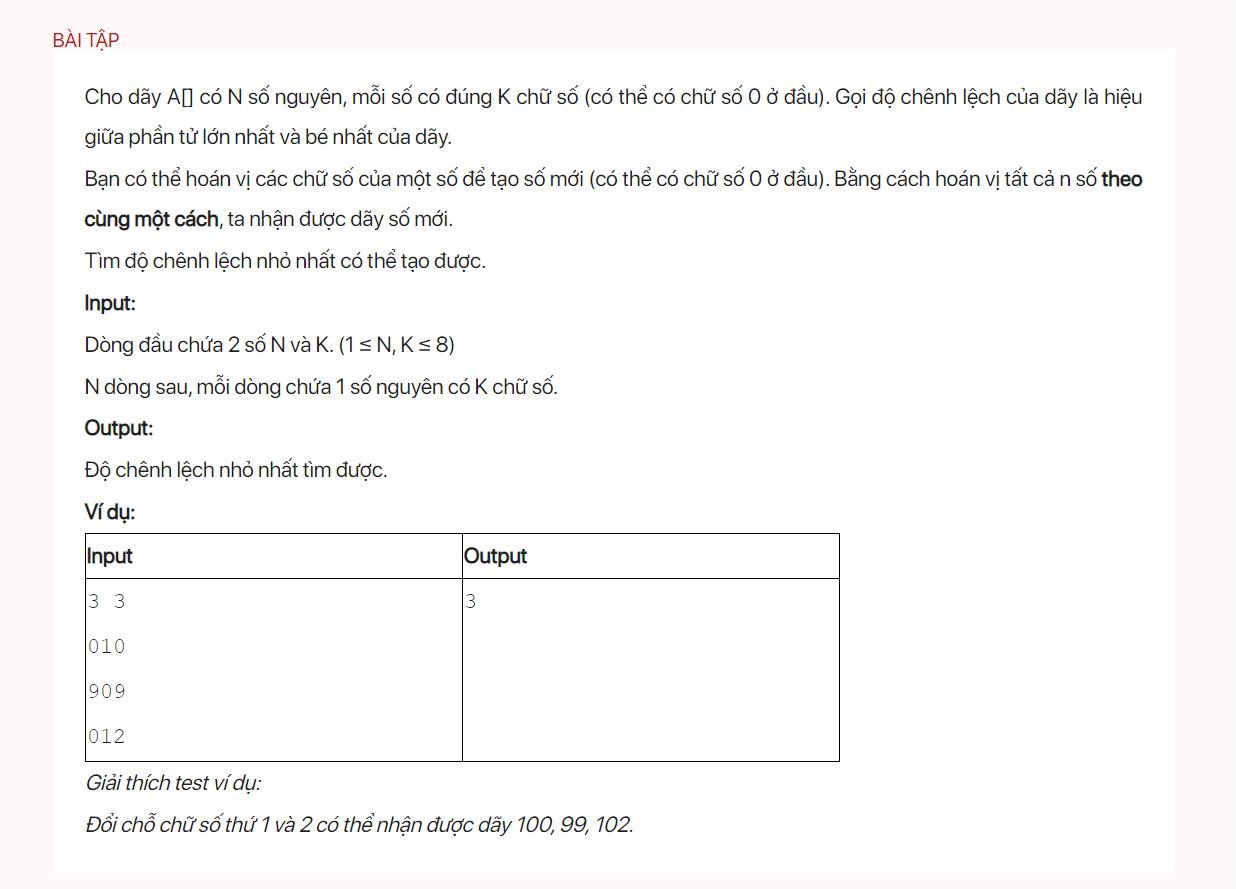 BÀI TẬP
Cho dãy A[] có N số nguyên, mỗi số có đúng K chữ số (có thể có chữ số 0 ở đầu). Gọi độ chênh lệch của dãy là hiệu
giữa phần tử lớn nhất và bé nhất của dãy.
Bạn có thể hoán vị các chữ số của một số để tạo số mới (có thể có chữ số 0 ở đầu). Bằng cách hoán vị tất cả n số theo
cùng một cách, ta nhận được dãy số mới.
Tìm độ chênh lệch nhỏ nhất có thể tạo được.
Input:
Dòng đầu chứa 2 số N và K. (1 ≤ N, K ≤ 8)
N dòng sau, mỗi dòng chứa 1 số nguyên có K chữ số.
Output:
Độ chênh lệch nhỏ nhất tìm được.
Ví dụ:
Input Output
3 3 3
010
909
012
Giải thích test ví dụ:
Đổi chỗ chữ số thứ 1 và 2 có thể nhận được dãy 100, 99, 102.